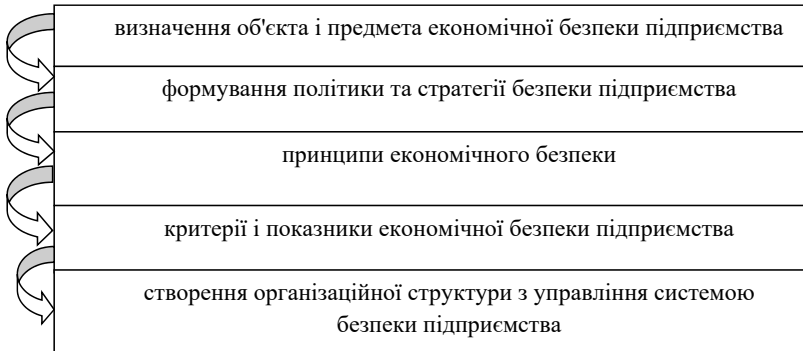 визначення об'єкта і предмета економічної безпеки підприємства
формування політики та стратегії безпеки підприємства
принципи економічного безпеки
критерії і показники економічної безпеки підприємства
створення організаційної структури з управління системою
безпеки підприємства